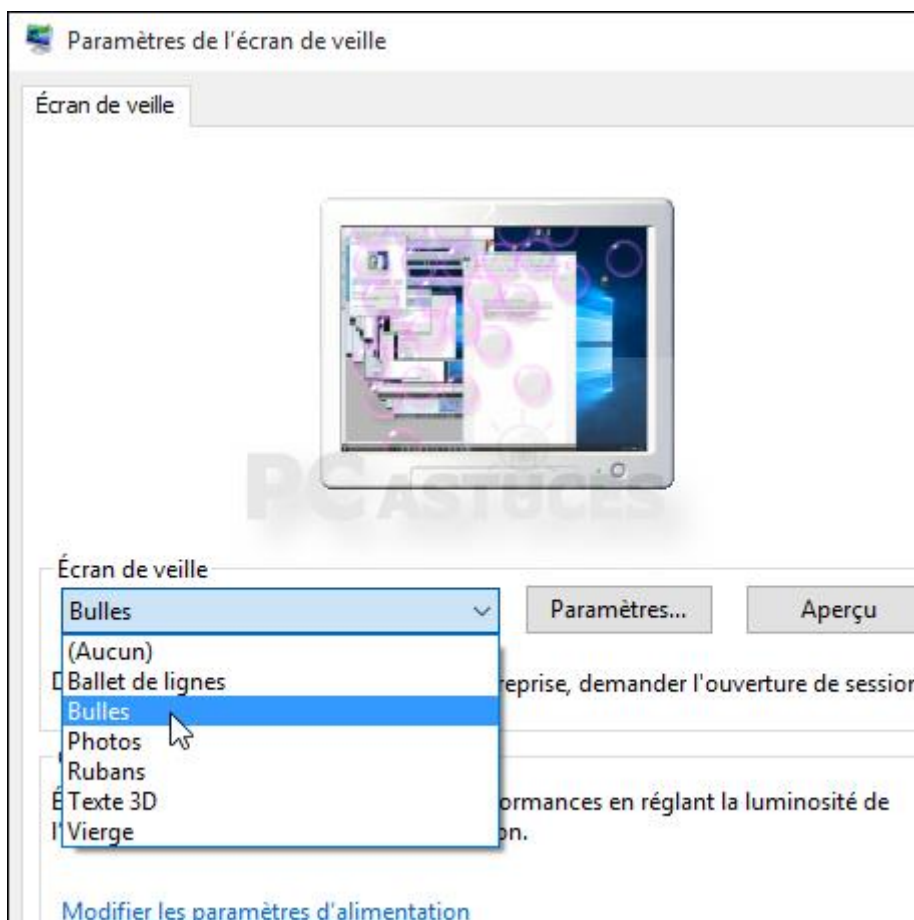 Paramètres de l'écran de veille
Écran de veille
PC ASTUCES
Écran de veille
Bulles
Paramètres...
Aperçu
(Aucun)
Ballet de lignes
reprise, demander l'ouverture de session
Bulles
Photos
Rubans
Texte 3D
ormances en réglant la luminosité de
Vierge
on.
Modifier les paramètres d'alimentation